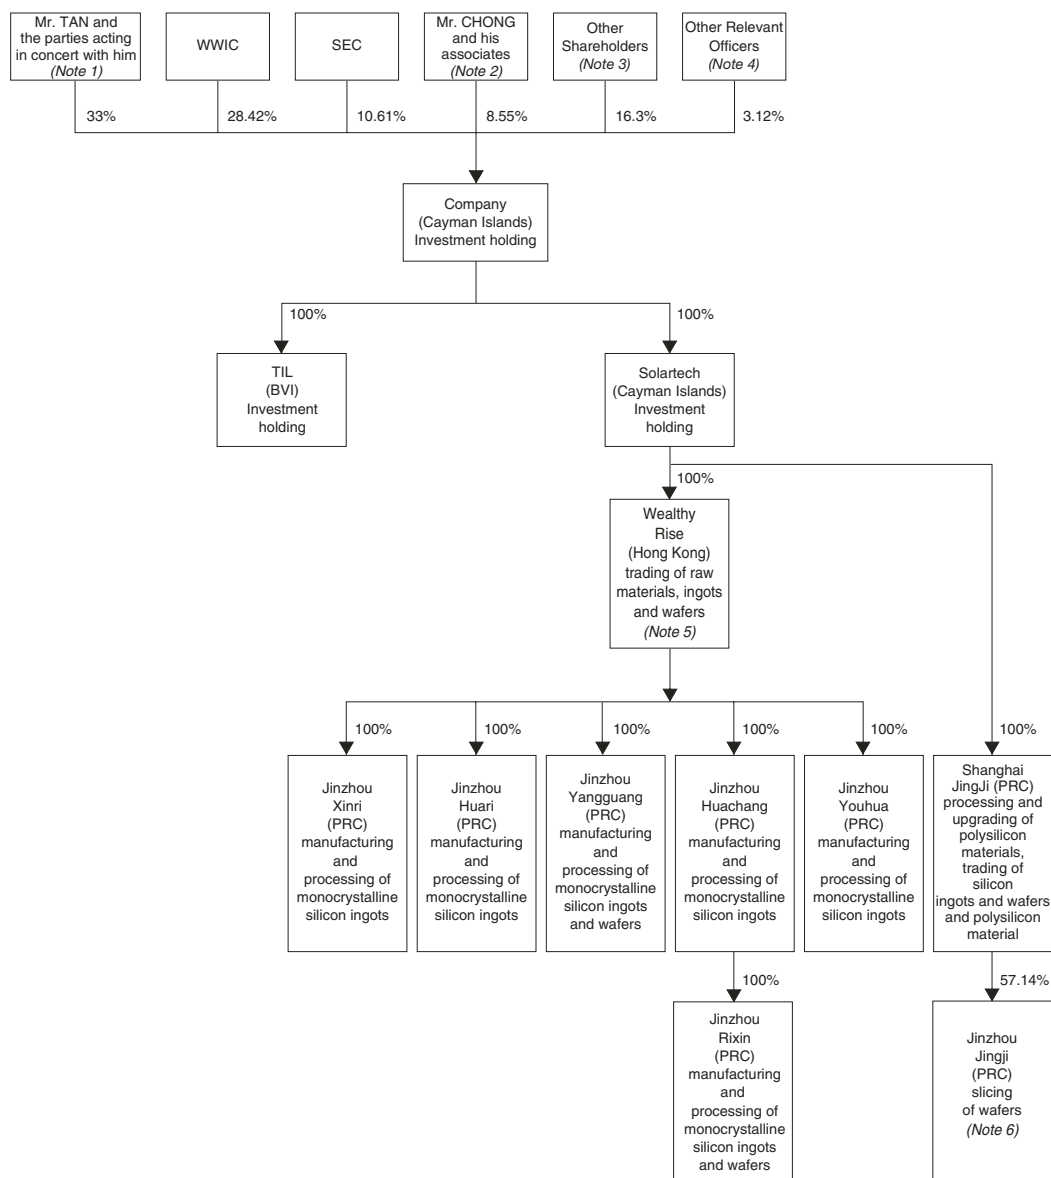 Mr. TAN and
the parties acting
in concert with him
(Note 1)
WWIC
SEC
Mr. CHONG
and his
associates
(Note 2)
Other
Shareholders
(Note 3)
Other Relevant
Officers
(Note 4)
33%
28.42%
10.61%
8.55%
16.3%
3.12%
Company
(Cayman Islands)
Investment holding
100%
100%
TIL
(BVI)
Investment
holding
Solartech
(Cayman Islands)
Investment
holding
100%
Wealthy
Rise
(Hong Kong)
trading of raw
materials, ingots
and wafers
(Note 5)
100%
100%
100%
100%
100%
100%
Jinzhou
Xinri
(PRC)
manufacturing
and
processing of
monocrystalline
silicon ingots
Jinzhou
Huari
(PRC)
manufacturing
and
processing of
monocrystalline
silicon ingots
Jinzhou
Yangguang
(PRC)
manufacturing
and
processing of
monocrystalline
silicon ingots
and wafers
Jinzhou
Huachang
(PRC)
manufacturing
and
processing of
monocrystalline
silicon ingots
Jinzhou
Youhua
(PRC)
manufacturing
and
processing of
monocrystalline
silicon ingots
Shanghai
JingJi (PRC)
processing and
upgrading of
polysilicon
materials,
trading of
silicon
ingots and wafers
and polysilicon
material
100%
57.14%
Jinzhou
Rixin
(PRC)
manufacturing
and
processing of
monocrystalline
silicon ingots
and wafers
Jinzhou
Jingji
(PRC)
slicing
of wafers
(Note 6)